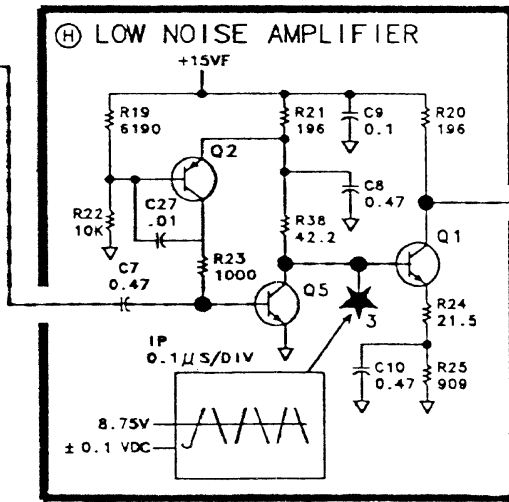 H LOW NOISE AMPLIFIER
+15VF
R19
6190
R21
196
C9
0.1
R20
196
Q2
C27
.01
C8
0.47
R22
10K
R38
42.2
Q1
C7
0.47
R23
1000
Q5
3
R24
21.5
IP
0.1μS/DIV
C10
0.47
R25
909
8.75V
± 0.1 VDC